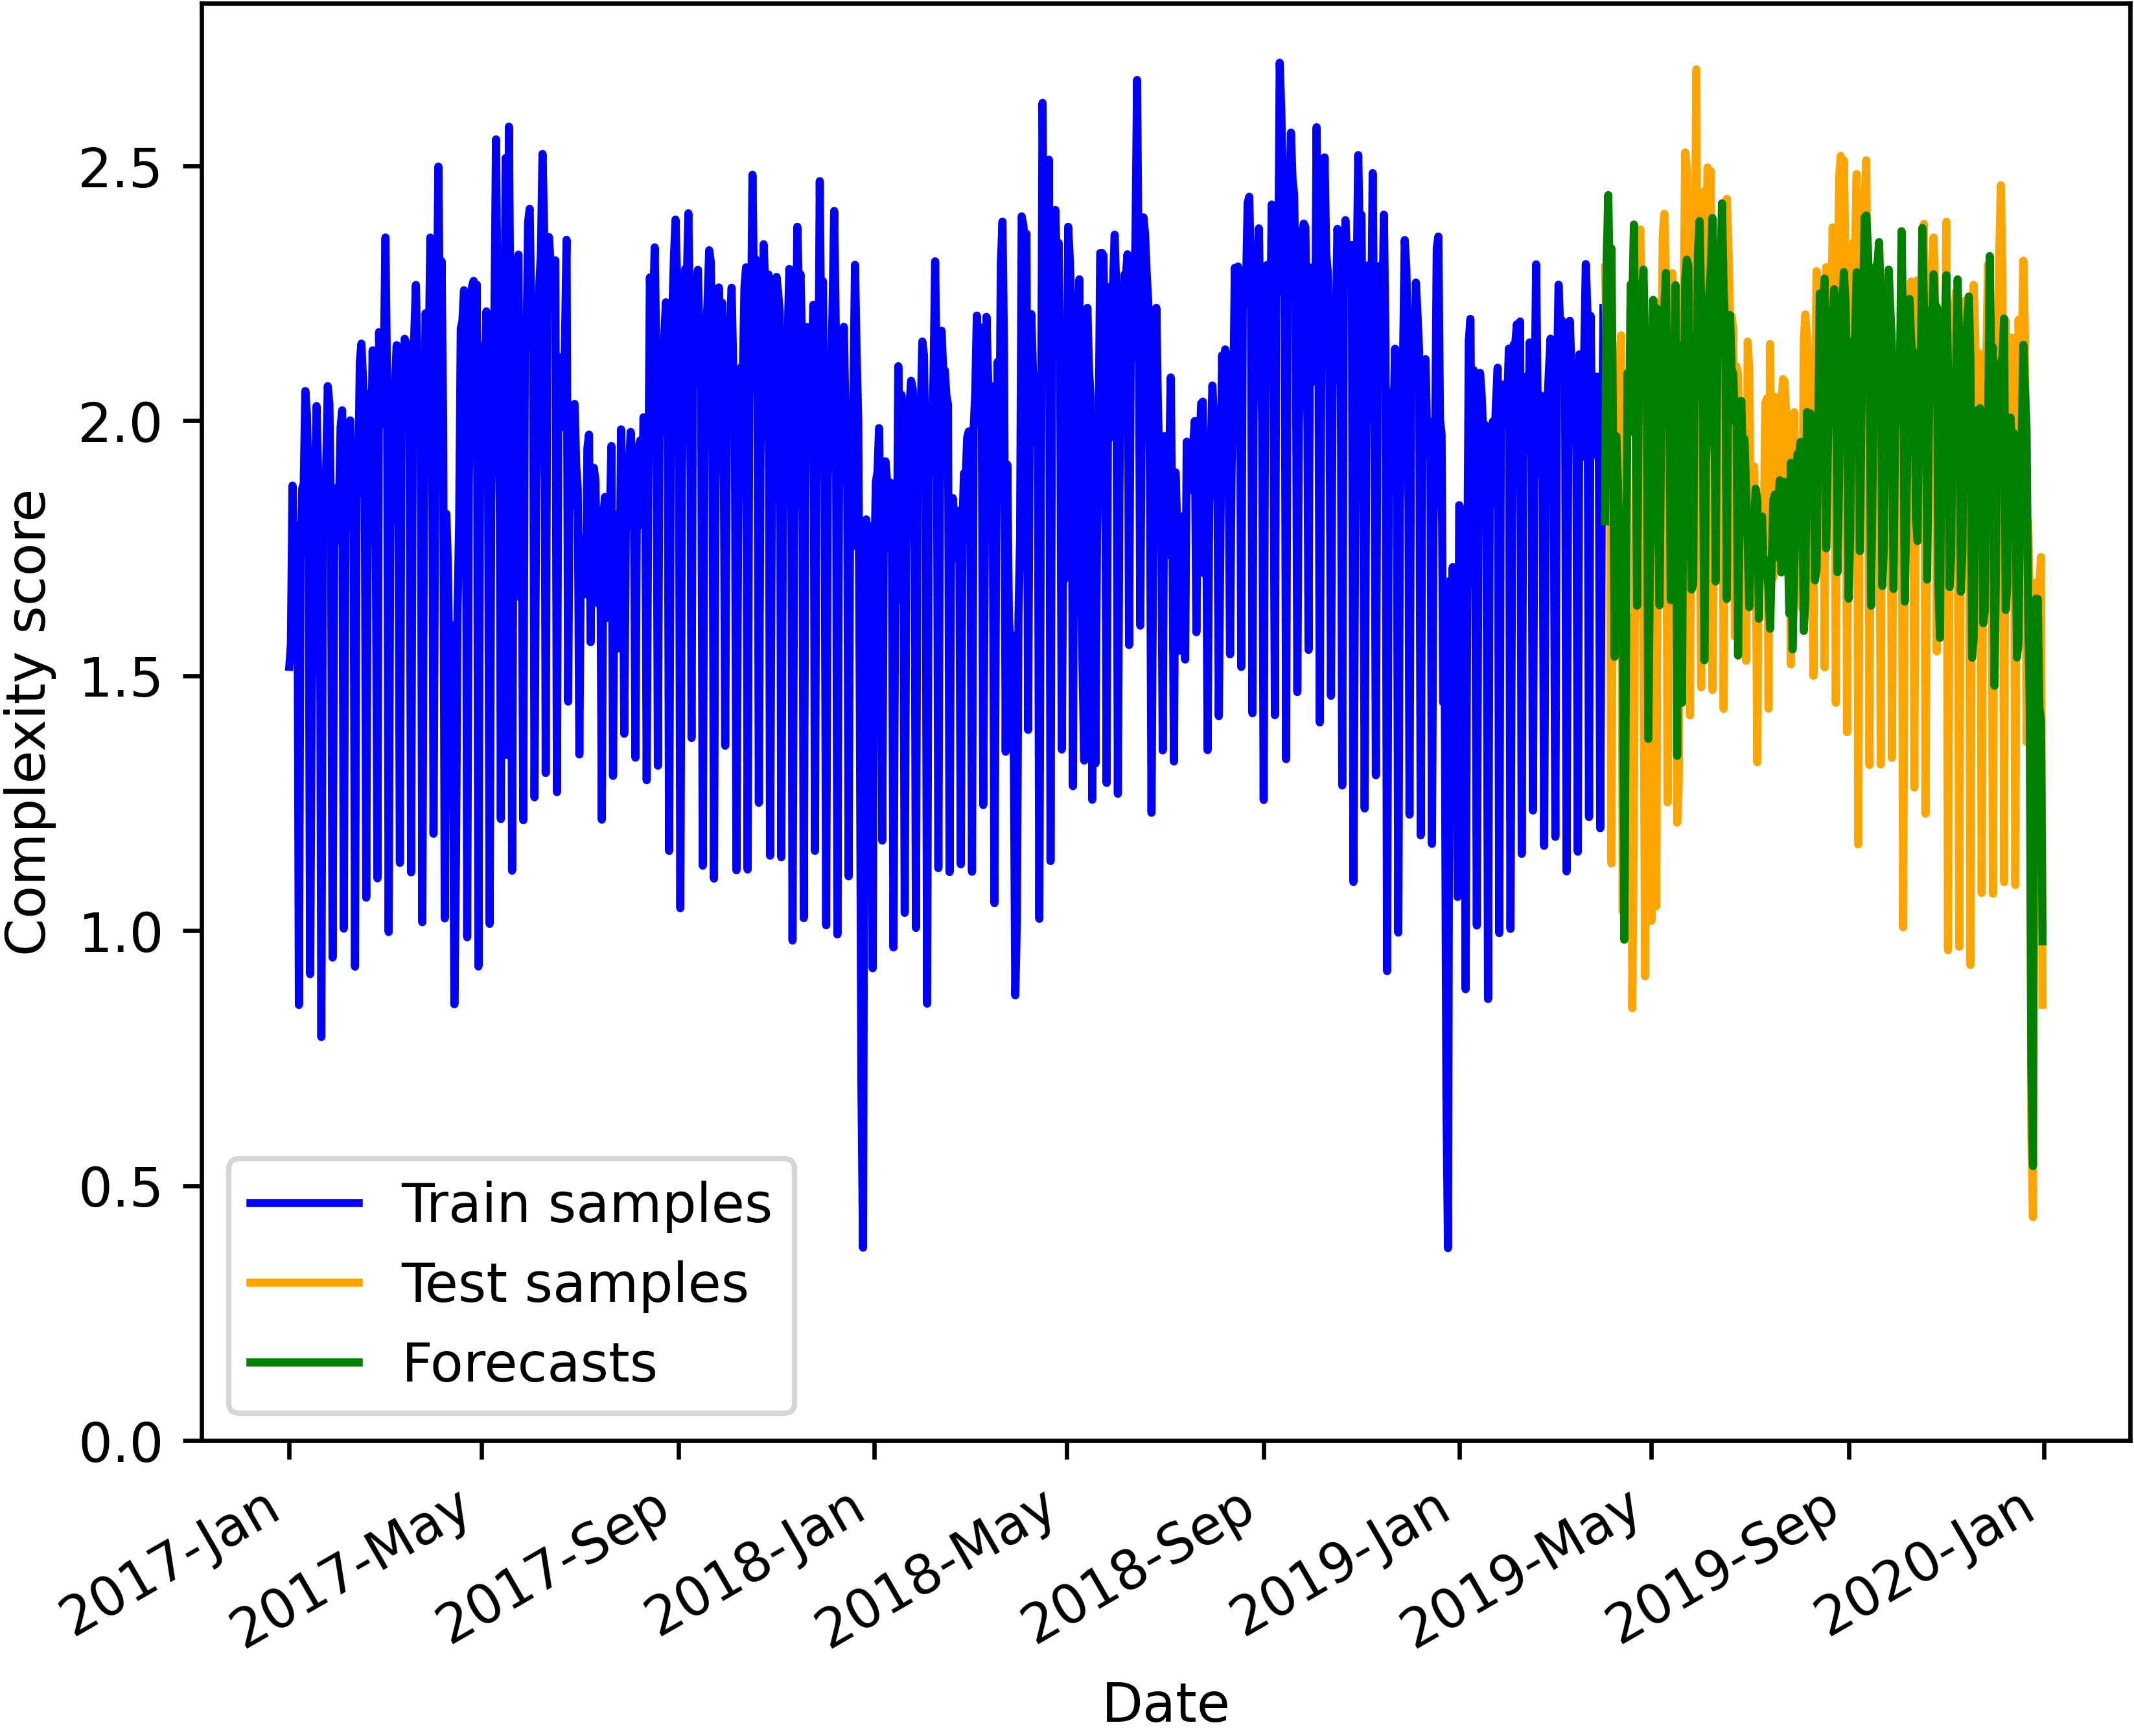 Complexity score
2.5
2.0
1.5
1.0
0.5
0.0
Train samples
Test samples
Forecasts
2017-Jan
2017-May
2017-Sep
2018-Jan
2018-May
2018-Sep
2019-Jan
2019-May
2019-Sep
2020-Jan
Date